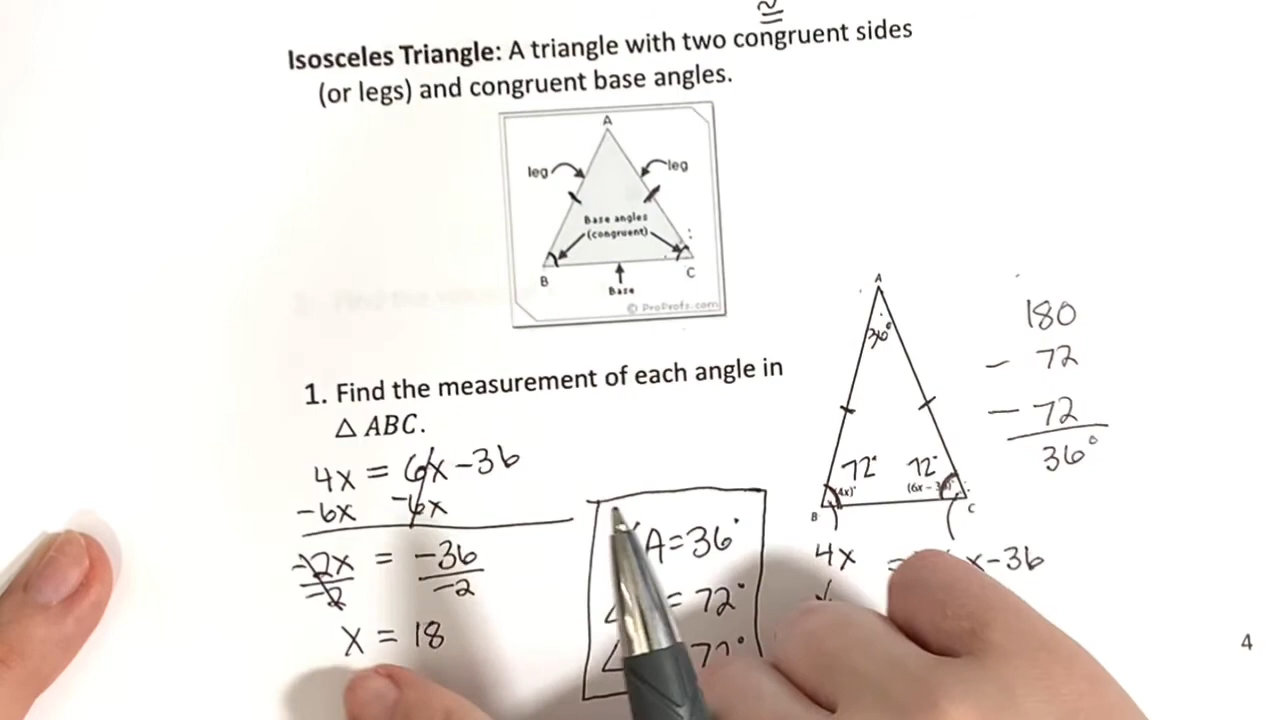 ≅
Isosceles Triangle: A triangle with two congruent sides
(or legs) and congruent base angles.
A
leg
leg
Base angles
(congruent)
B
C
Base
© ProProfs.com
1. Find the measurement of each angle in
△ ABC.
4x = 6x - 36
-6x -6x
-2x = -36
-2 -2
x = 18
A = 36°
= 72°
∠ 72°
A
36°
72° 72°
(4x)° (6x - 3
B
C
4x = x - 36
180
- 72
- 72
36°
4